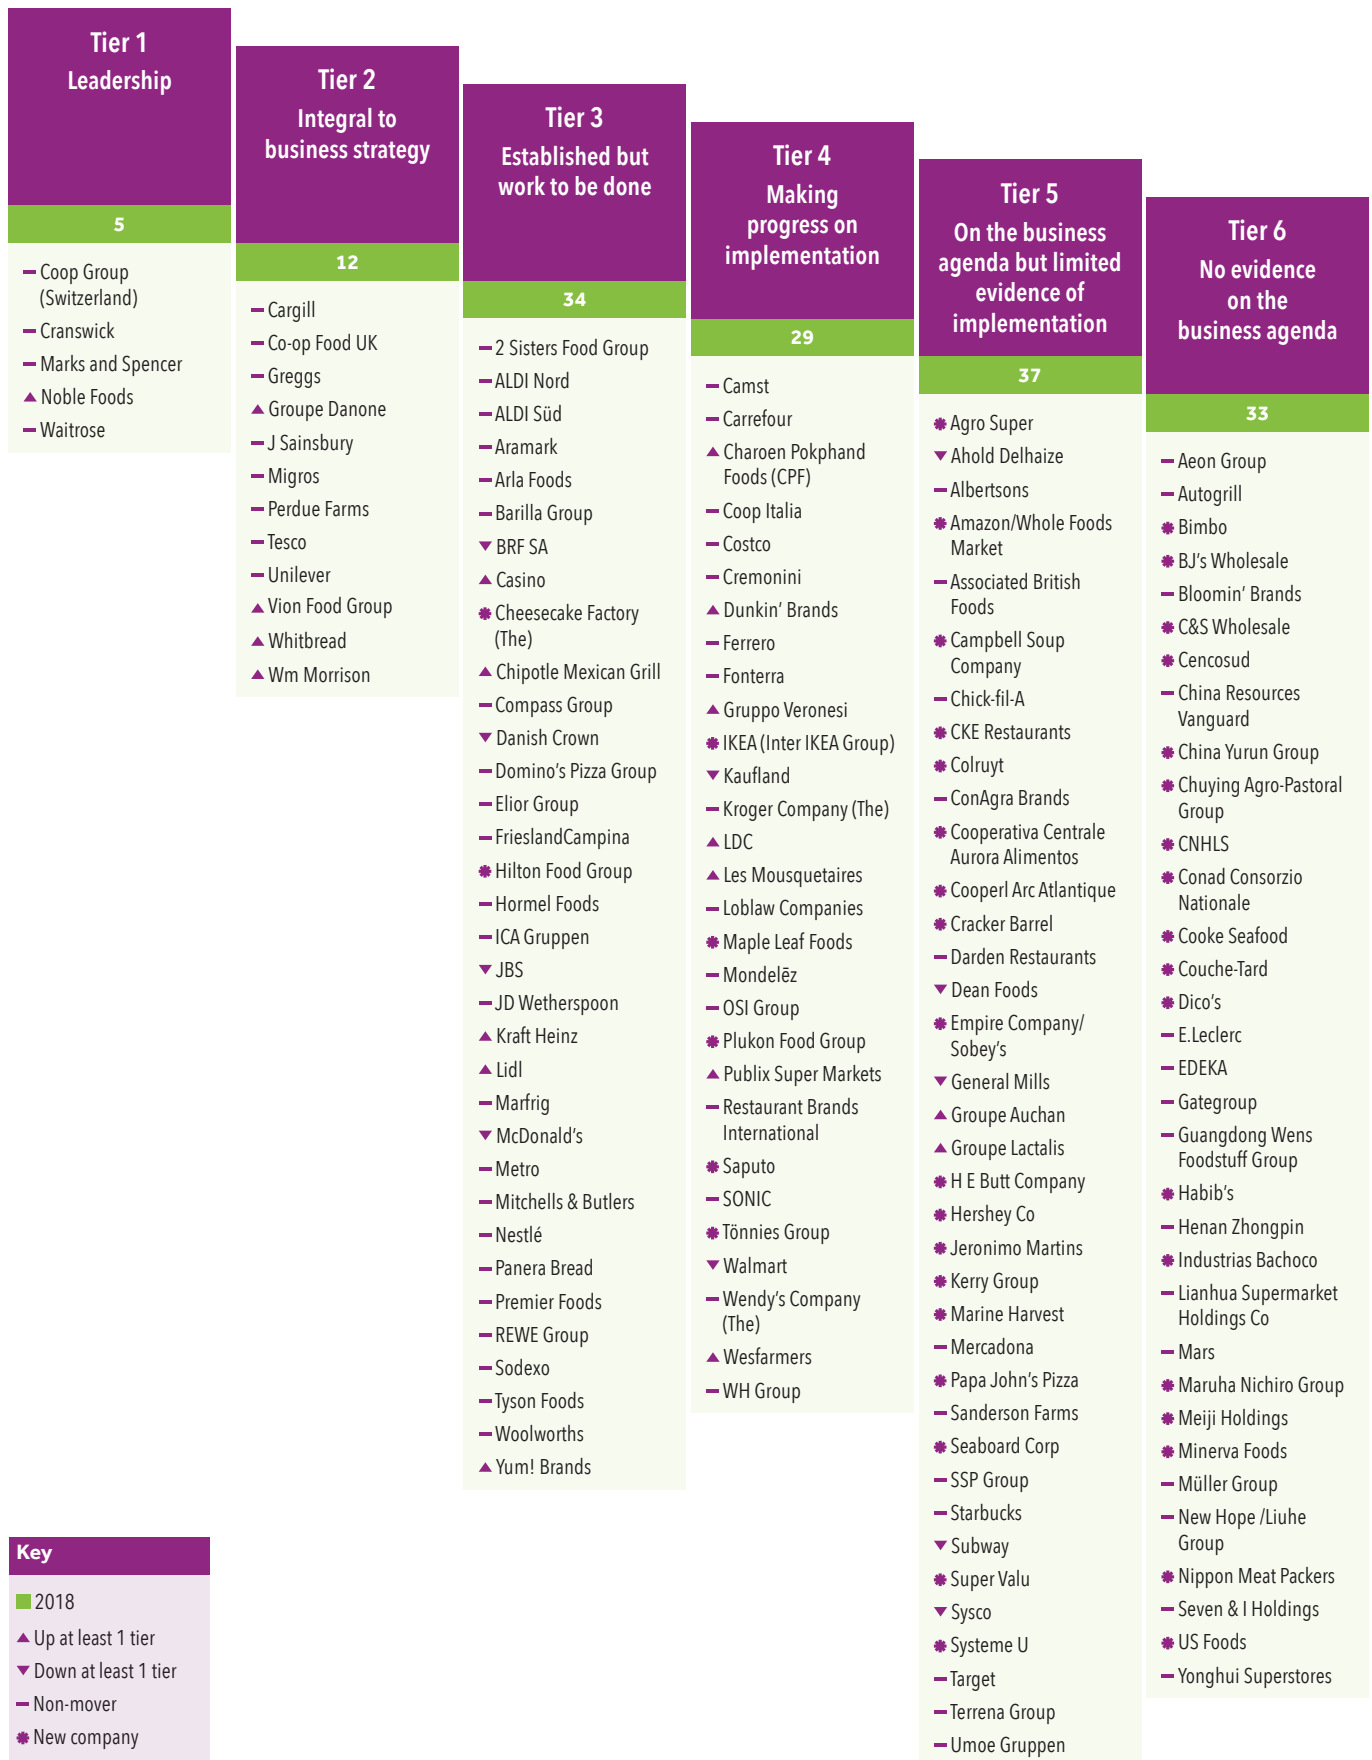 Tier 1
Leadership
5
Coop Group
(Switzerland)
Cranswick
Marks and Spencer
Noble Foods
Waitrose
Tier 2
Integral to
business strategy
12
Cargill
Co-op Food UK
Greggs
Groupe Danone
J Sainsbury
Migros
Perdue Farms
Tesco
Unilever
Vion Food Group
Whitbread
Wm Morrison
Tier 3
Established but
work to be done
34
2 Sisters Food Group
ALDI Nord
ALDI Süd
Aramark
Arla Foods
Barilla Group
BRF SA
Casino
Cheesecake Factory
(The)
Chipotle Mexican Grill
Compass Group
Danish Crown
Domino's Pizza Group
Elior Group
FrieslandCampina
Hilton Food Group
Hormel Foods
ICA Gruppen
JBS
JD Wetherspoon
Kraft Heinz
Lidl
Marfrig
McDonald's
Metro
Mitchells & Butlers
Nestlé
Panera Bread
Premier Foods
REWE Group
Sodexo
Tyson Foods
Woolworths
Yum! Brands
Tier 4
Making
progress on
implementation
29
Camst
Carrefour
Charoen Pokphand
Foods (CPF)
Coop Italia
Costco
Cremonini
Dunkin' Brands
Ferrero
Fonterra
Gruppo Veronesi
IKEA (Inter IKEA Group)
Kaufland
Kroger Company (The)
LDC
Les Mousquetaires
Loblaw Companies
Maple Leaf Foods
Mondelēz
OSI Group
Plukon Food Group
Publix Super Markets
Restaurant Brands
International
Saputo
SONIC
Tönnies Group
Walmart
Wendy's Company
(The)
Wesfarmers
WH Group
Tier 5
On the business
agenda but limited
evidence of
implementation
37
Agro Super
Ahold Delhaize
Albertsons
Amazon/Whole Foods
Market
Associated British
Foods
Campbell Soup
Company
Chick-fil-A
CKE Restaurants
Colruyt
ConAgra Brands
Cooperativa Centrale
Aurora Alimentos
Cooperl Arc Atlantique
Cracker Barrel
Darden Restaurants
Dean Foods
Empire Company/
Sobey's
General Mills
Groupe Auchan
Groupe Lactalis
H E Butt Company
Hershey Co
Jeronimo Martins
Kerry Group
Marine Harvest
Mercadona
Papa John's Pizza
Sanderson Farms
Seaboard Corp
SSP Group
Starbucks
Subway
Super Valu
Sysco
Systeme U
Target
Terrena Group
Umoe Gruppen
Tier 6
No evidence
on the
business agenda
33
Aeon Group
Autogrill
Bimbo
BJ's Wholesale
Bloomin' Brands
C&S Wholesale
Cencosud
China Resources
Vanguard
China Yurun Group
Chuying Agro-Pastoral
Group
CNHLS
Conad Consorzio
Nationale
Cooke Seafood
Couche-Tard
Dico's
E.Leclerc
EDEKA
Gategroup
Guangdong Wens
Foodstuff Group
Habib's
Henan Zhongpin
Industrias Bachoco
Lianhua Supermarket
Holdings Co
Mars
Maruha Nichiro Group
Meiji Holdings
Minerva Foods
Müller Group
New Hope /Liuhe
Group
Nippon Meat Packers
Seven & I Holdings
US Foods
Yonghui Superstores
Key
2018
Up at least 1 tier
Down at least 1 tier
Non-mover
New company